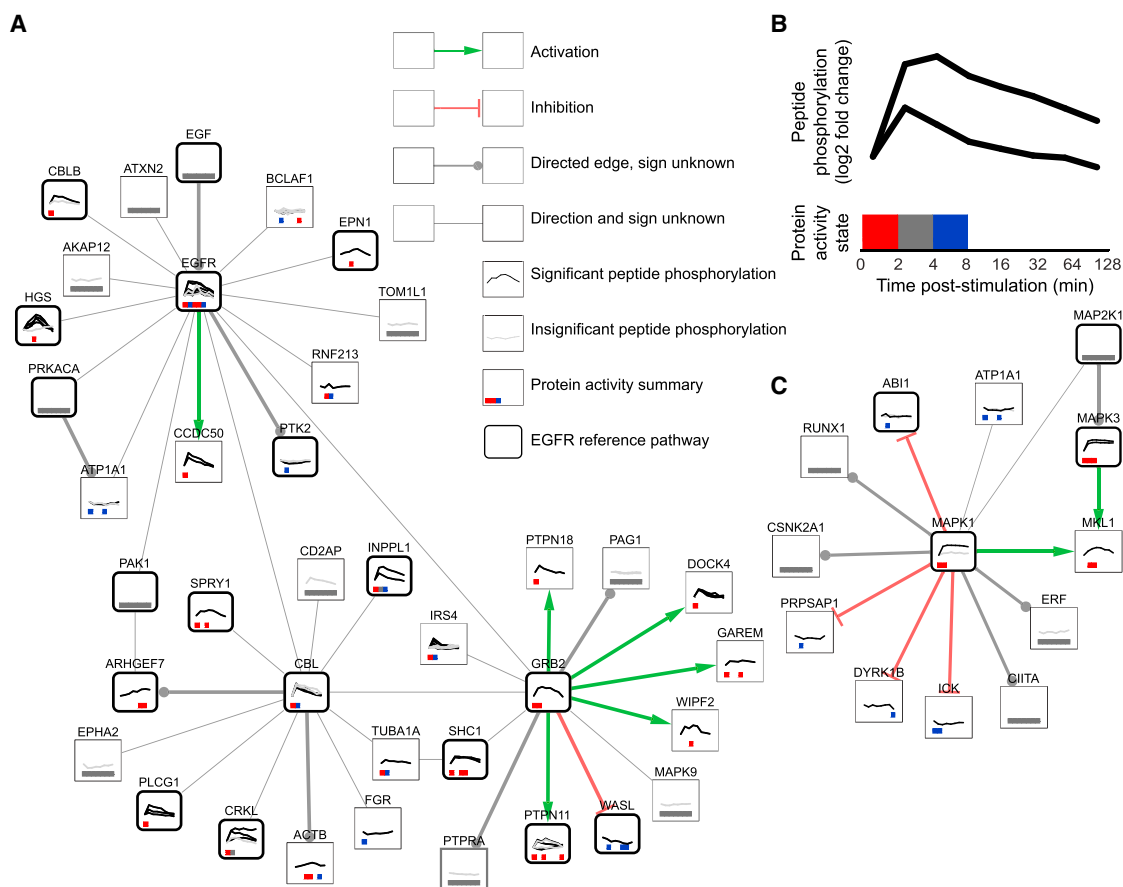 A
Activation
Inhibition
Directed edge, sign unknown
Direction and sign unknown
Significant peptide phosphorylation
Insignificant peptide phosphorylation
Protein activity summary
EGFR reference pathway
EGF
CBLB
ATXN2
BCLAF1
EPN1
AKAP12
EGFR
TOM1L1
HGS
RNF213
PRKACA
CCDC50
PTK2
ATP1A1
PAK1
SPRY1
CD2AP
INPPL1
PTPN18
PAG1
DOCK4
IRS4
GAREM
ARHGEF7
CBL
GRB2
WIPF2
EPHA2
TUBA1A
SHC1
MAPK9
PLCG1
CRKL
FGR
ACTB
PTPRA
PTPN11
WASL
B
Peptide
phosphorylation
(log2 fold change)
Protein
activity
state
0 2 4 8 16 32 64 128
Time post-stimulation (min)
C
MAP2K1
ABI1
ATP1A1
MAPK3
RUNX1
MAPK1
MKL1
CSNK2A1
PRPSAP1
ERF
DYRK1B
ICK
CIITA